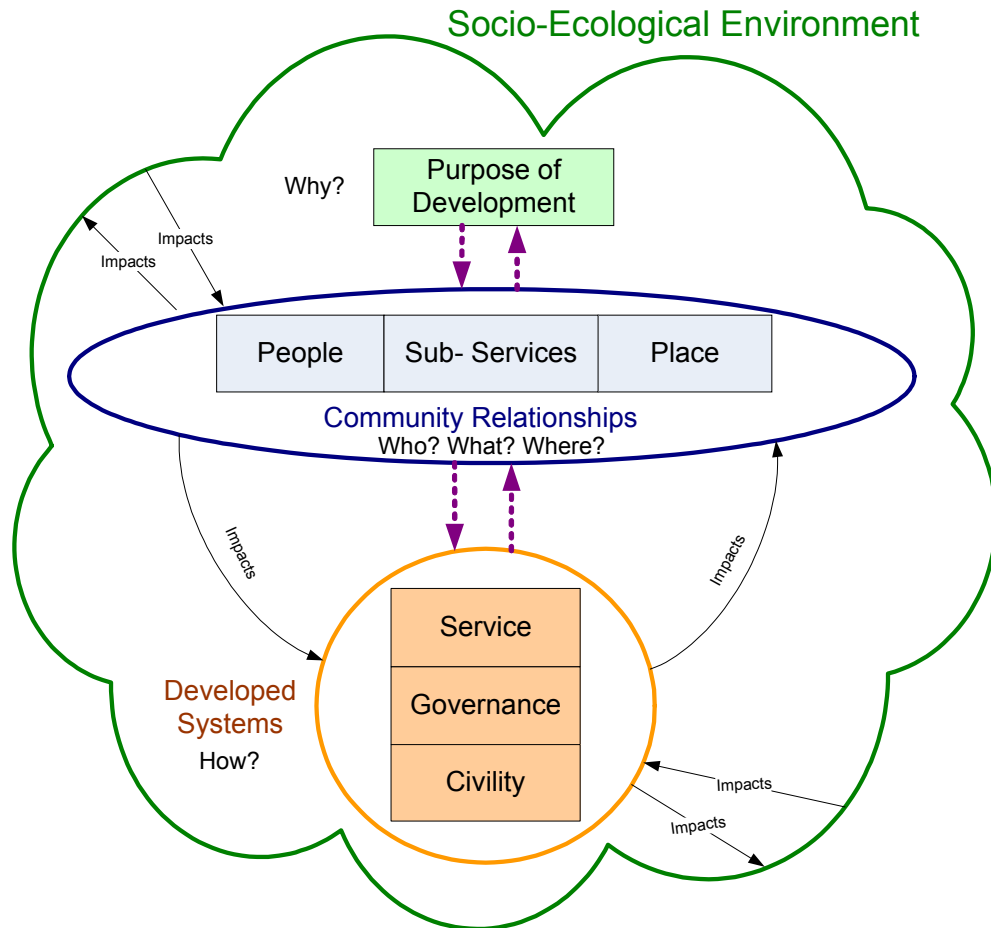 Socio-Ecological Environment
Why?
Purpose of
Development
Impacts
Impacts
People
Sub- Services
Place
Community Relationships
Who? What? Where?
Impacts
Impacts
Service
Governance
Civility
Developed
Systems
How?
Impacts
Impacts